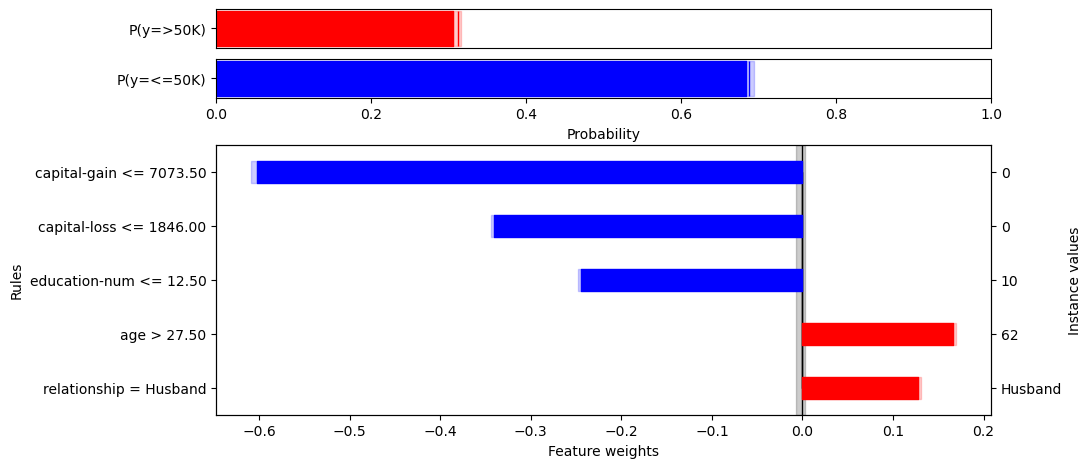 P(y=>50K)
P(y=<=50K)
0.0 0.2 0.4 0.6 0.8 1.0
Probability
capital-gain <= 7073.50 0
capital-loss <= 1846.00 0
education-num <= 12.50 10
age > 27.50 62
relationship = Husband Husband
Rules
Instance values
−0.6 −0.5 −0.4 −0.3 −0.2 −0.1 0.0 0.1 0.2
Feature weights